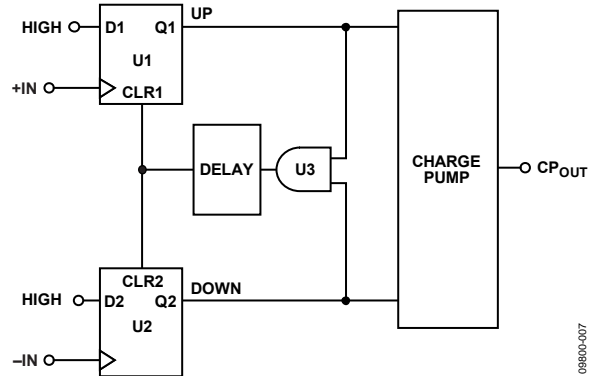 UP
HIGH D1 Q1
U1
+IN
CLR1
DELAY U3 CHARGE
PUMP
CPOUT
CLR2
DOWN
HIGH D2 Q2
U2
–IN
09800-007